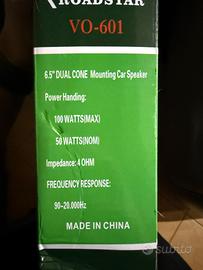 ROADSTAR
VO-601
6.5" DUAL CONE Mounting Car Speaker
Power Handing:
100 WATTS(MAX)
50 WATTS(NOM)
Impedance: 4 OHM
FREQUENCY RESPONSE:
90-20.000Hz
MADE IN CHINA
subito